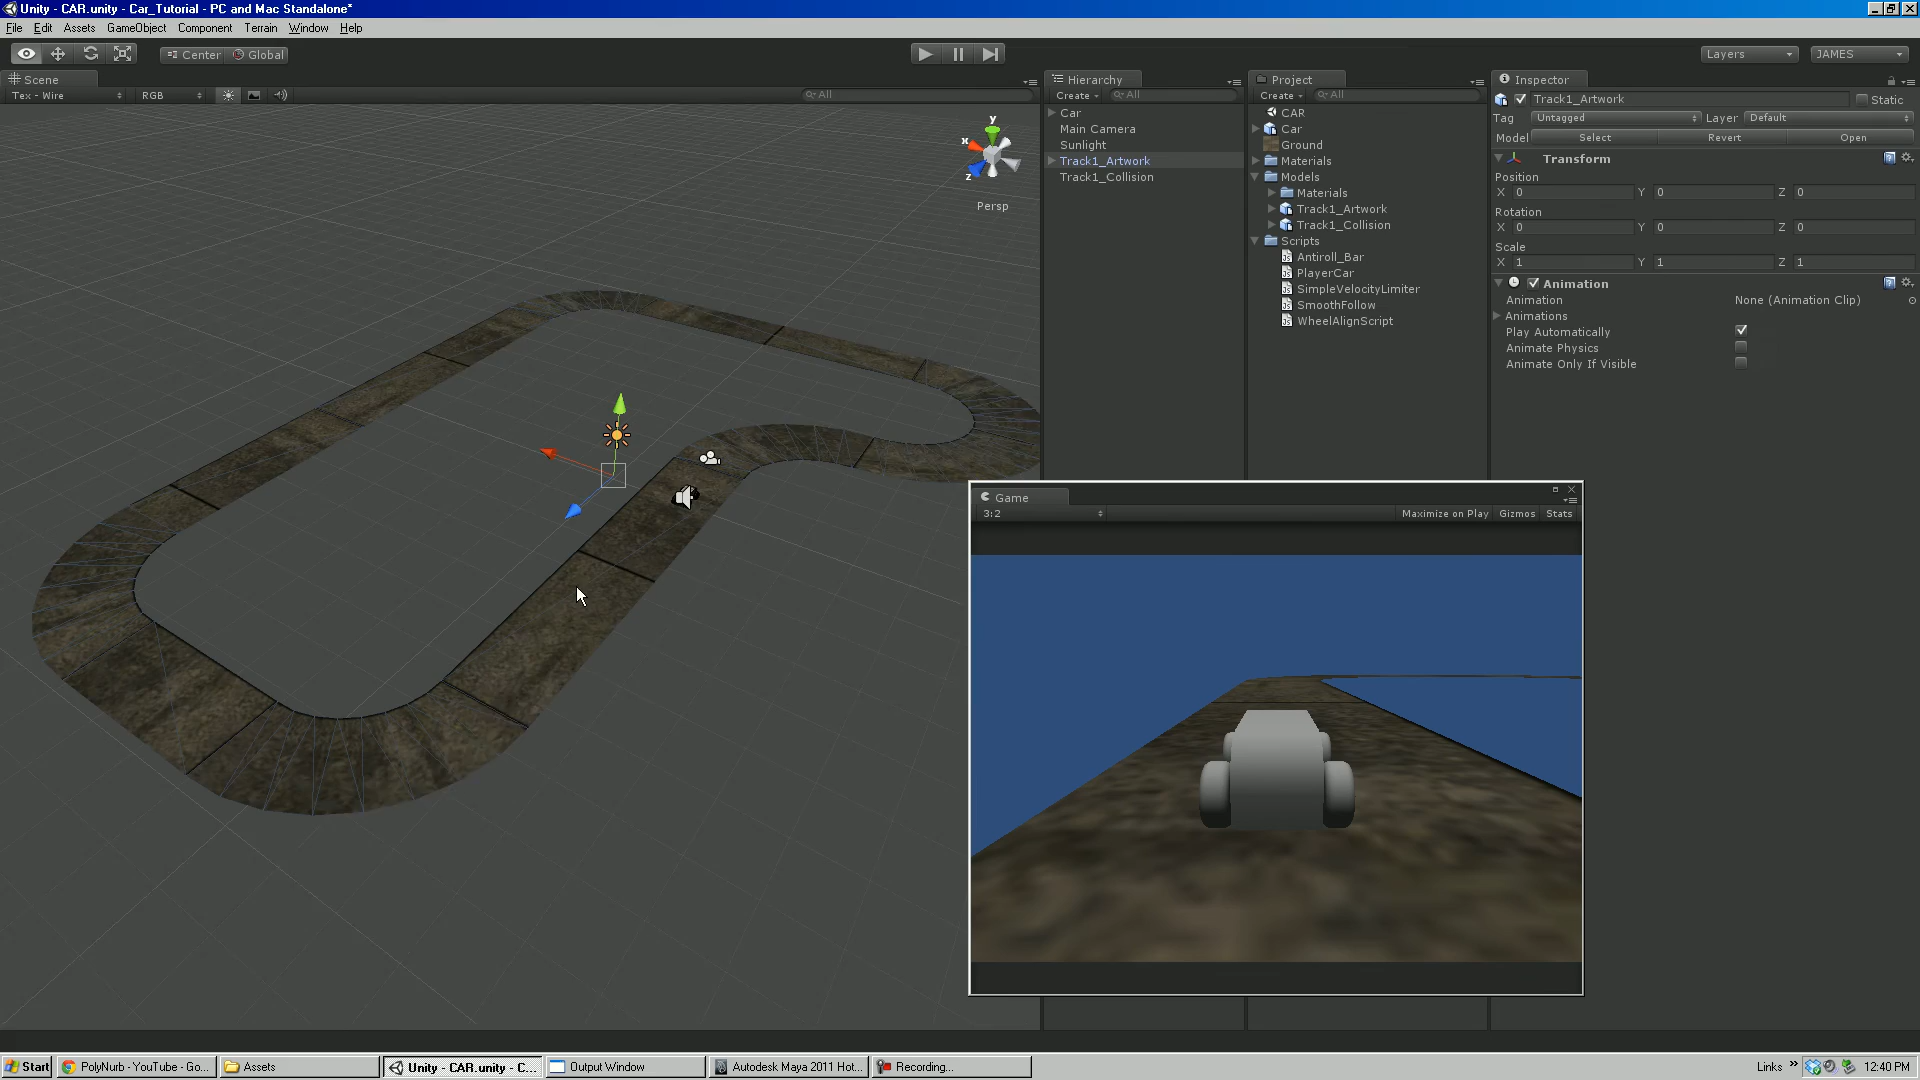 Unity - CAR.unity - Car_Tutorial - PC and Mac Standalone*
File Edit Assets GameObject Component Terrain Window Help
Center Global
Layers
JAMES
Scene
Tex - Wire RGB All
y
x
z
Persp
Hierarchy
Create All
Car
Main Camera
Sunlight
Track1_Artwork
Track1_Collision
Project
Create All
CAR
Car
Ground
Materials
Models
Materials
Track1_Artwork
Track1_Collision
Scripts
Antiroll_Bar
PlayerCar
SimpleVelocityLimiter
SmoothFollow
WheelAlignScript
Inspector
Track1_Artwork Static
Tag Untagged Layer Default
Model Select Revert Open
Transform
Position
X 0 Y 0 Z 0
Rotation
X 0 Y 0 Z 0
Scale
X 1 Y 1 Z 1
Animation
Animation None (Animation Clip)
Animations
Play Automatically
Animate Physics
Animate Only If Visible
Game
3:2 Maximize on Play Gizmos Stats
Start PolyNurb - YouTube - Go... Assets Unity - CAR.unity - C... Output Window Autodesk Maya 2011 Hot... Recording... Links » 12:40 PM